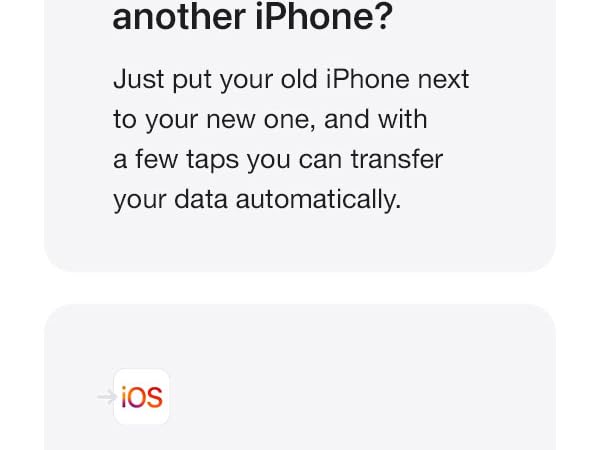 another iPhone?
Just put your old iPhone next
to your new one, and with
a few taps you can transfer
your data automatically.
iOS